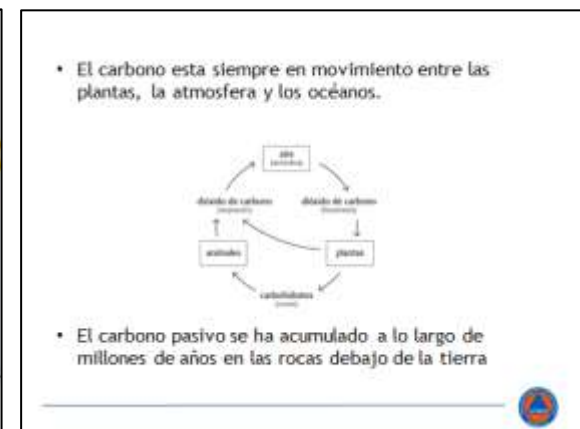 • El carbono esta siempre en movimiento entre las
plantas, la atmosfera y los océanos.
aire
dióxido de carbono
dióxido de carbono
animales
plantas
carbohidratos
• El carbono pasivo se ha acumulado a lo largo de
millones de años en las rocas debajo de la tierra